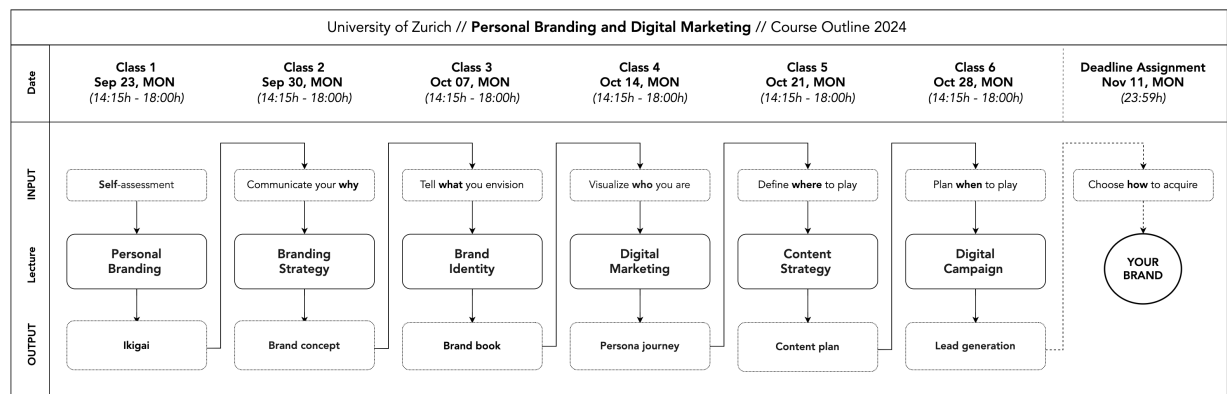 University of Zurich // Personal Branding and Digital Marketing // Course Outline 2024
Date
Class 1
Sep 23, MON
(14:15h - 18:00h)
Class 2
Sep 30, MON
(14:15h - 18:00h)
Class 3
Oct 07, MON
(14:15h - 18:00h)
Class 4
Oct 14, MON
(14:15h - 18:00h)
Class 5
Oct 21, MON
(14:15h - 18:00h)
Class 6
Oct 28, MON
(14:15h - 18:00h)
Deadline Assignment
Nov 11, MON
(23:59h)
INPUT
Self-assessment
Communicate your why
Tell what you envision
Visualize who you are
Define where to play
Plan when to play
Choose how to acquire
Lecture
Personal
Branding
Branding
Strategy
Brand
Identity
Digital
Marketing
Content
Strategy
Digital
Campaign
YOUR
BRAND
OUTPUT
Ikigai
Brand concept
Brand book
Persona journey
Content plan
Lead generation